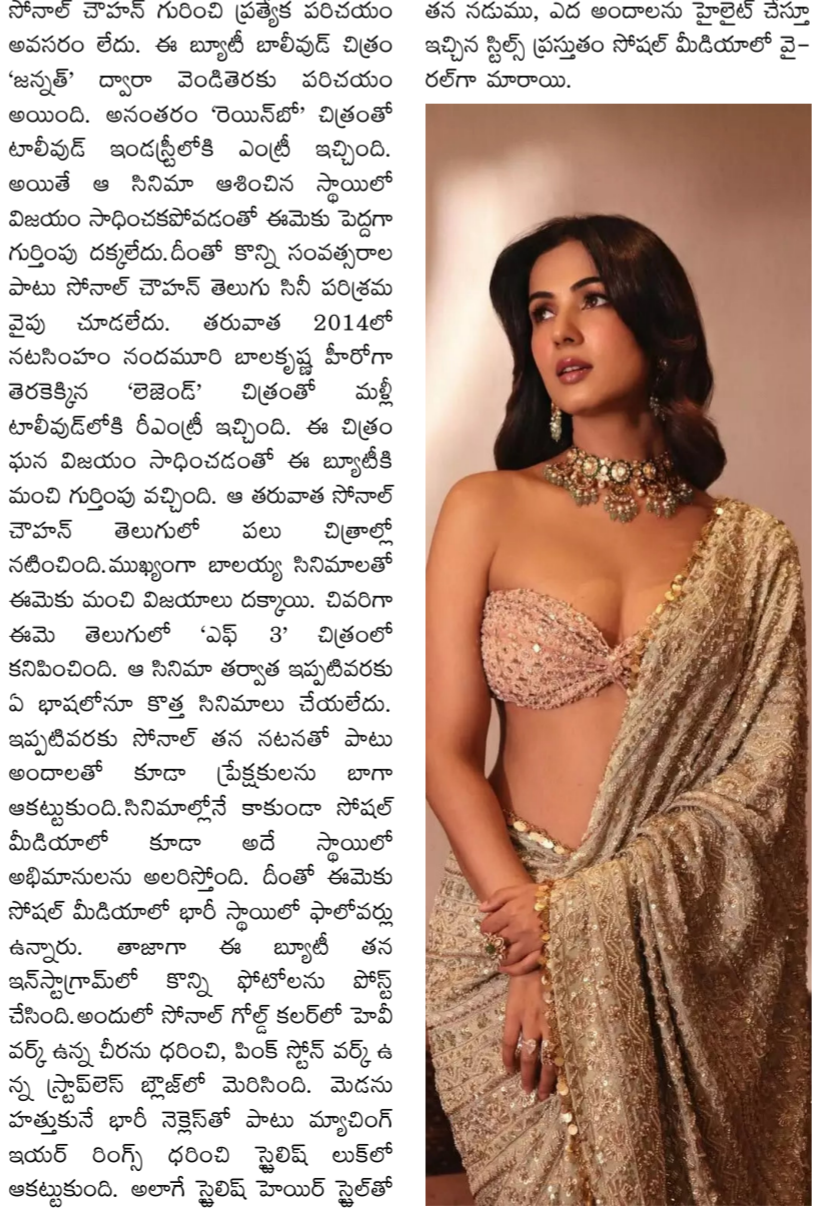 సోనాల్ చౌహన్ గురించి ప్రత్యేక పరిచయం
అవసరం లేదు. ఈ బ్యూటీ బాలీవుడ్ చిత్రం
‘జన్నత్’ ద్వారా వెండితెరకు పరిచయం
అయింది. అనంతరం ‘రెయిన్‌బో’ చిత్రంతో
టాలీవుడ్ ఇండస్ట్రీలోకి ఎంట్రీ ఇచ్చింది.
అయితే ఆ సినిమా ఆశించిన స్థాయిలో
విజయం సాధించకపోవడంతో ఈమెకు పెద్దగా
గుర్తింపు దక్కలేదు.దీంతో కొన్ని సంవత్సరాల
పాటు సోనాల్ చౌహన్ తెలుగు సినీ పరిశ్రమ
వైపు చూడలేదు. తరువాత 2014లో
నటసింహం నందమూరి బాలకృష్ణ హీరోగా
తెరకెక్కిన ‘లెజెండ్’ చిత్రంతో మళ్లీ
టాలీవుడ్‌లోకి రీఎంట్రీ ఇచ్చింది. ఈ చిత్రం
ఘన విజయం సాధించడంతో ఈ బ్యూటీకి
మంచి గుర్తింపు వచ్చింది. ఆ తరువాత సోనాల్
చౌహన్ తెలుగులో పలు చిత్రాల్లో
నటించింది.ముఖ్యంగా బాలయ్య సినిమాలతో
ఈమెకు మంచి విజయాలు దక్కాయి. చివరిగా
ఈమె తెలుగులో ‘ఎఫ్ 3’ చిత్రంలో
కనిపించింది. ఆ సినిమా తర్వాత ఇప్పటివరకు
ఏ భాషలోనూ కొత్త సినిమాలు చేయలేదు.
ఇప్పటివరకు సోనాల్ తన నటనతో పాటు
అందాలతో కూడా ప్రేక్షకులను బాగా
ఆకట్టుకుంది.సినిమాల్లోనే కాకుండా సోషల్
మీడియాలో కూడా అదే స్థాయిలో
అభిమానులను అలరిస్తోంది. దీంతో ఈమెకు
సోషల్ మీడియాలో భారీ స్థాయిలో ఫాలోవర్లు
ఉన్నారు. తాజాగా ఈ బ్యూటీ తన
ఇన్‌స్టాగ్రామ్‌లో కొన్ని ఫోటోలను పోస్ట్
చేసింది.అందులో సోనాల్ గోల్డ్ కలర్‌లో హెవీ
వర్క్ ఉన్న చీరను ధరించి, పింక్ స్టోన్ వర్క్ ఉ
న్న స్ట్రాప్‌లెస్ బ్లౌజ్‌లో మెరిసింది. మెడను
హత్తుకునే భారీ నెక్లెస్‌తో పాటు మ్యాచింగ్
ఇయర్ రింగ్స్ ధరించి స్టైలిష్ లుక్‌లో
ఆకట్టుకుంది. అలాగే స్టైలిష్ హెయిర్ స్టైల్‌తో
తన నడుము, ఎద అందాలను హైలైట్ చేస్తూ
ఇచ్చిన స్టిల్స్ ప్రస్తుతం సోషల్ మీడియాలో వై-
రల్‌గా మారాయి.